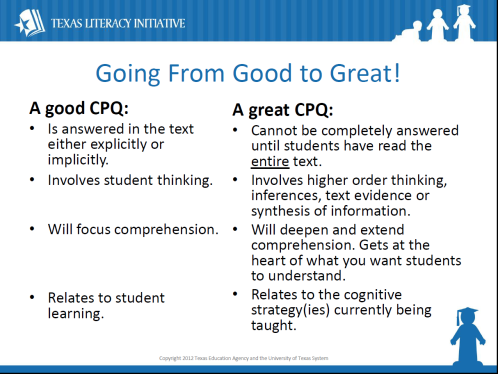 TEXAS LITERACY INITIATIVE
Going From Good to Great!
A good CPQ:
• Is answered in the text
either explicitly or
implicitly.
• Involves student thinking.
• Will focus comprehension.
• Relates to student
learning.
A great CPQ:
• Cannot be completely answered
until students have read the
entire text.
• Involves higher order thinking,
inferences, text evidence or
synthesis of information.
• Will deepen and extend
comprehension. Gets at the
heart of what you want students
to understand.
• Relates to the cognitive
strategy(ies) currently being
taught.
Copyright 2012 Texas Education Agency and the University of Texas System